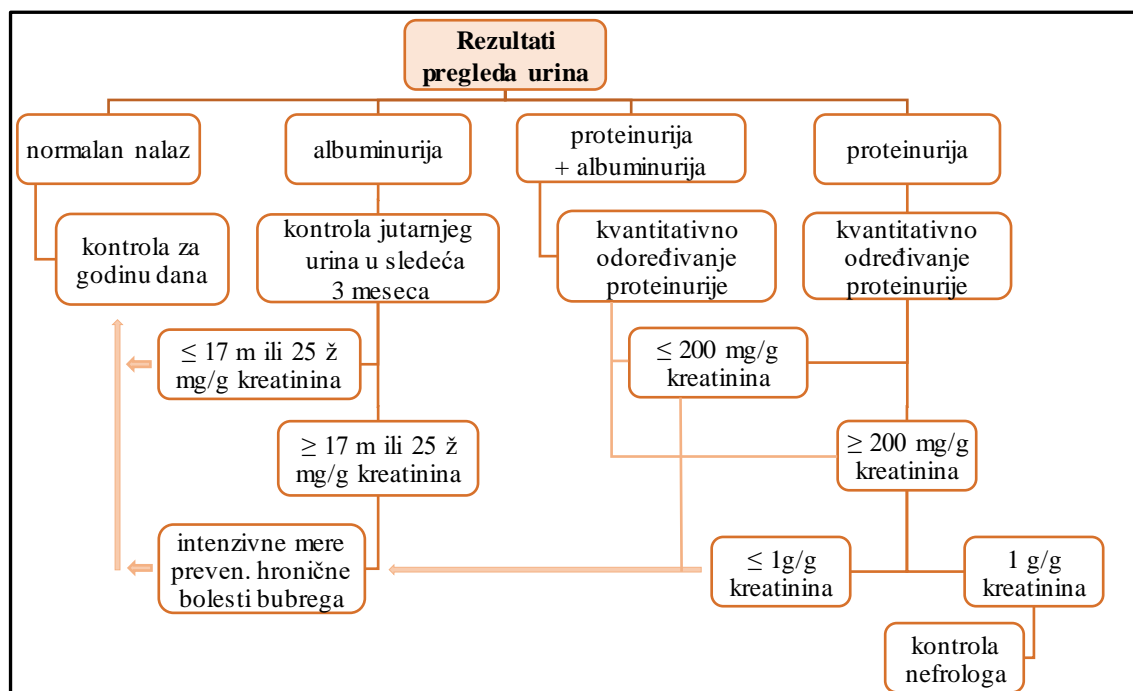 Rezultati
pregleda urina
normalan nalaz
albuminurija
proteinurija
+ albuminurija
proteinurija
kontrola za
godinu dana
kontrola jutarnjeg
urina u sledeća
3 meseca
kvantitativno
odoređivanje
proteinurije
kvantitativno
određivanje
proteinurije
≤ 17 m ili 25 ž
mg/g kreatinina
≤ 200 mg/g
kreatinina
≥ 17 m ili 25 ž
mg/g kreatinina
≥ 200 mg/g
kreatinina
intenzivne mere
preven. hronične
bolesti bubrega
≤ 1g/g
kreatinina
1 g/g
kreatinina
kontrola
nefrologa